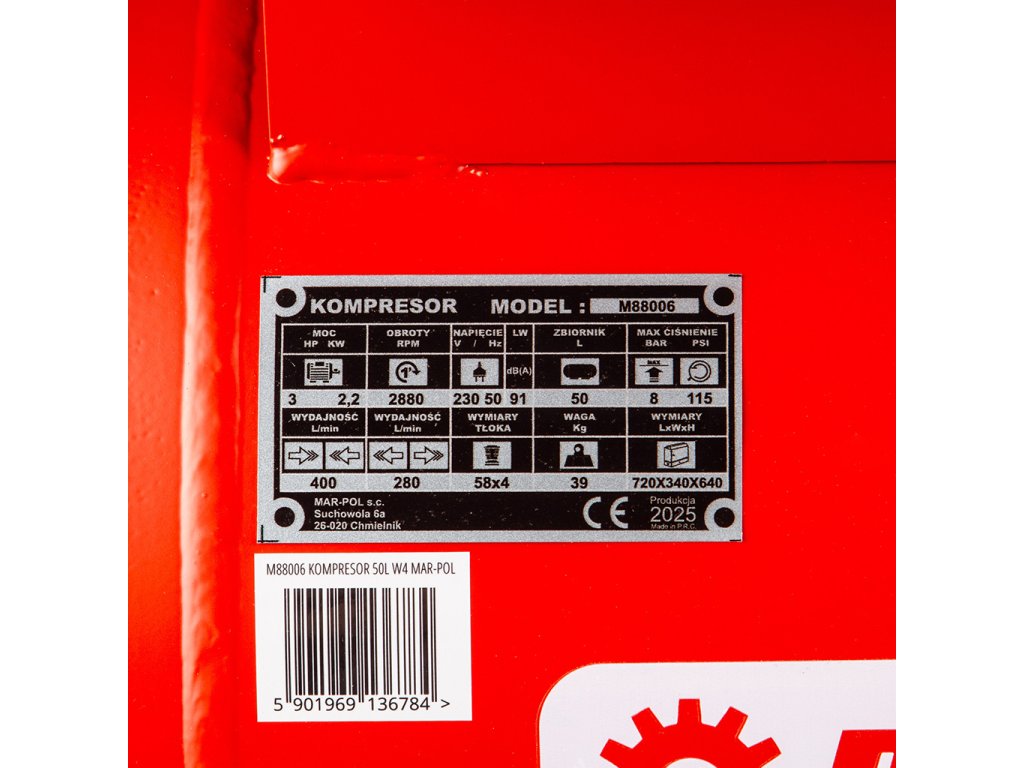 KOMPRESOR MODEL : M88006
MOC OBROTY NAPIĘCIE LW ZBIORNIK MAX CIŚNIENIE
HP KW RPM V / Hz L BAR PSI
MAX
dB(A)
3 2,2 2880 230 50 91 50 8 115
WYDAJNOŚĆ WYDAJNOŚĆ WYMIARY WAGA WYMIARY
L/min L/min TŁOKA Kg LxWxH
400 280 58x4 39 720X340X640
MAR-POL s.c.
Suchowola 6a
26-020 Chmielnik
CE
Produkcja
2025
Made in P.R.C.
M88006 KOMPRESOR 50L W4 MAR-POL
5 901969 136784 >